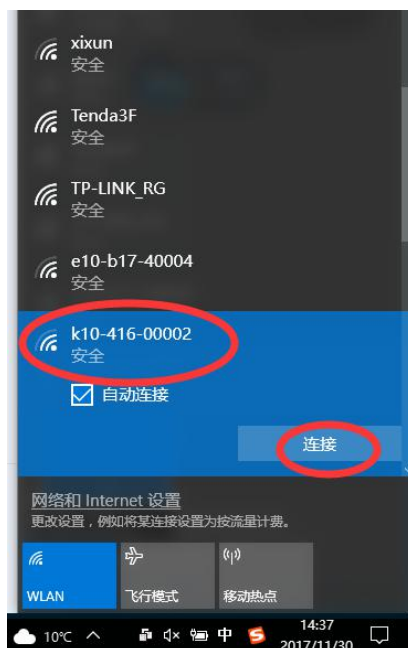 xixun
安全
Tenda3F
安全
TP-LINK_RG
安全
e10-b17-40004
安全
k10-416-00002
安全
自动连接
连接
网络和 Internet 设置
更改设置，例如将某连接设置为按流量计费。
WLAN
飞行模式
移动热点
10℃
中
14:37
2017/11/30